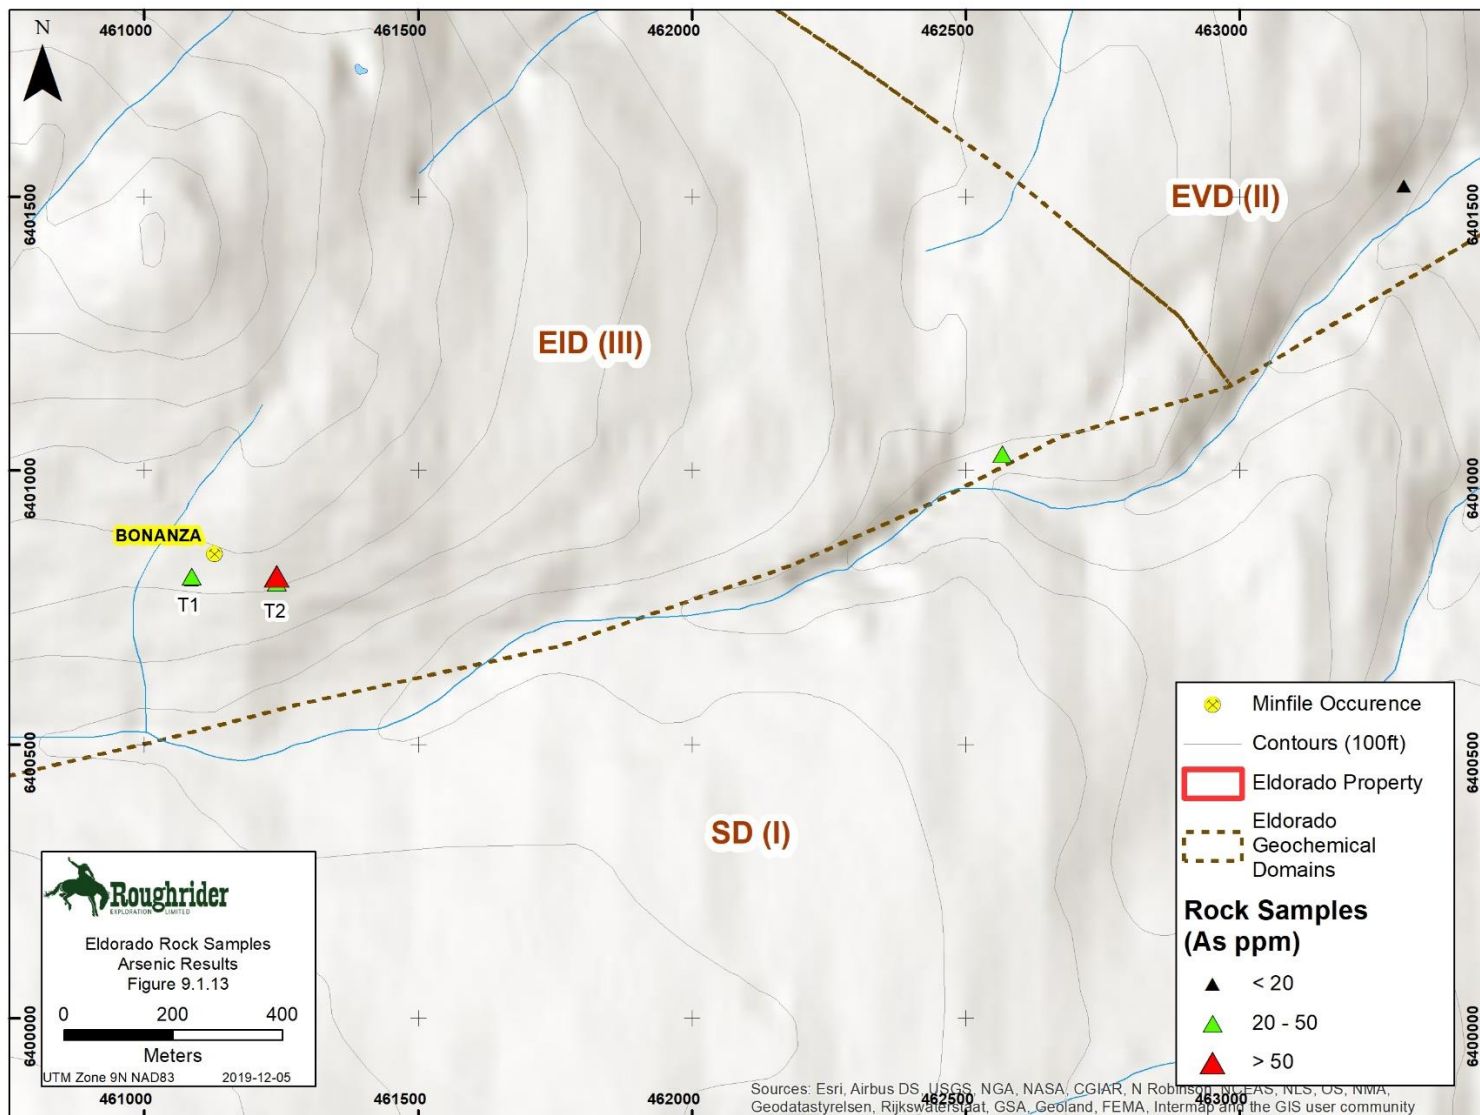 461000
461500
462000
462500
463000
N
6401500
6401500
EVD (II)
EID (III)
6401000
6401000
BONANZA
T1
T2
6400500
6400500
SD (I)
6400000
6400000
Minfile Occurence
Contours (100ft)
Eldorado Property
Eldorado
Geochemical
Domains
Rock Samples
(As ppm)
< 20
20 - 50
> 50
Roughrider
EXPLORATION LIMITED
Eldorado Rock Samples
Arsenic Results
Figure 9.1.13
0 200 400
Meters
UTM Zone 9N NAD83 2019-12-05
Sources: Esri, Airbus DS, USGS, NGA, NASA, CGIAR, N Robinson, NCEAS, NLS, OS, NMA,
Geodatastyrelsen, Rijkswaterstaat, GSA, Geoland, FEMA, Intermap and the GIS user community
461000
461500
462000
462500
463000